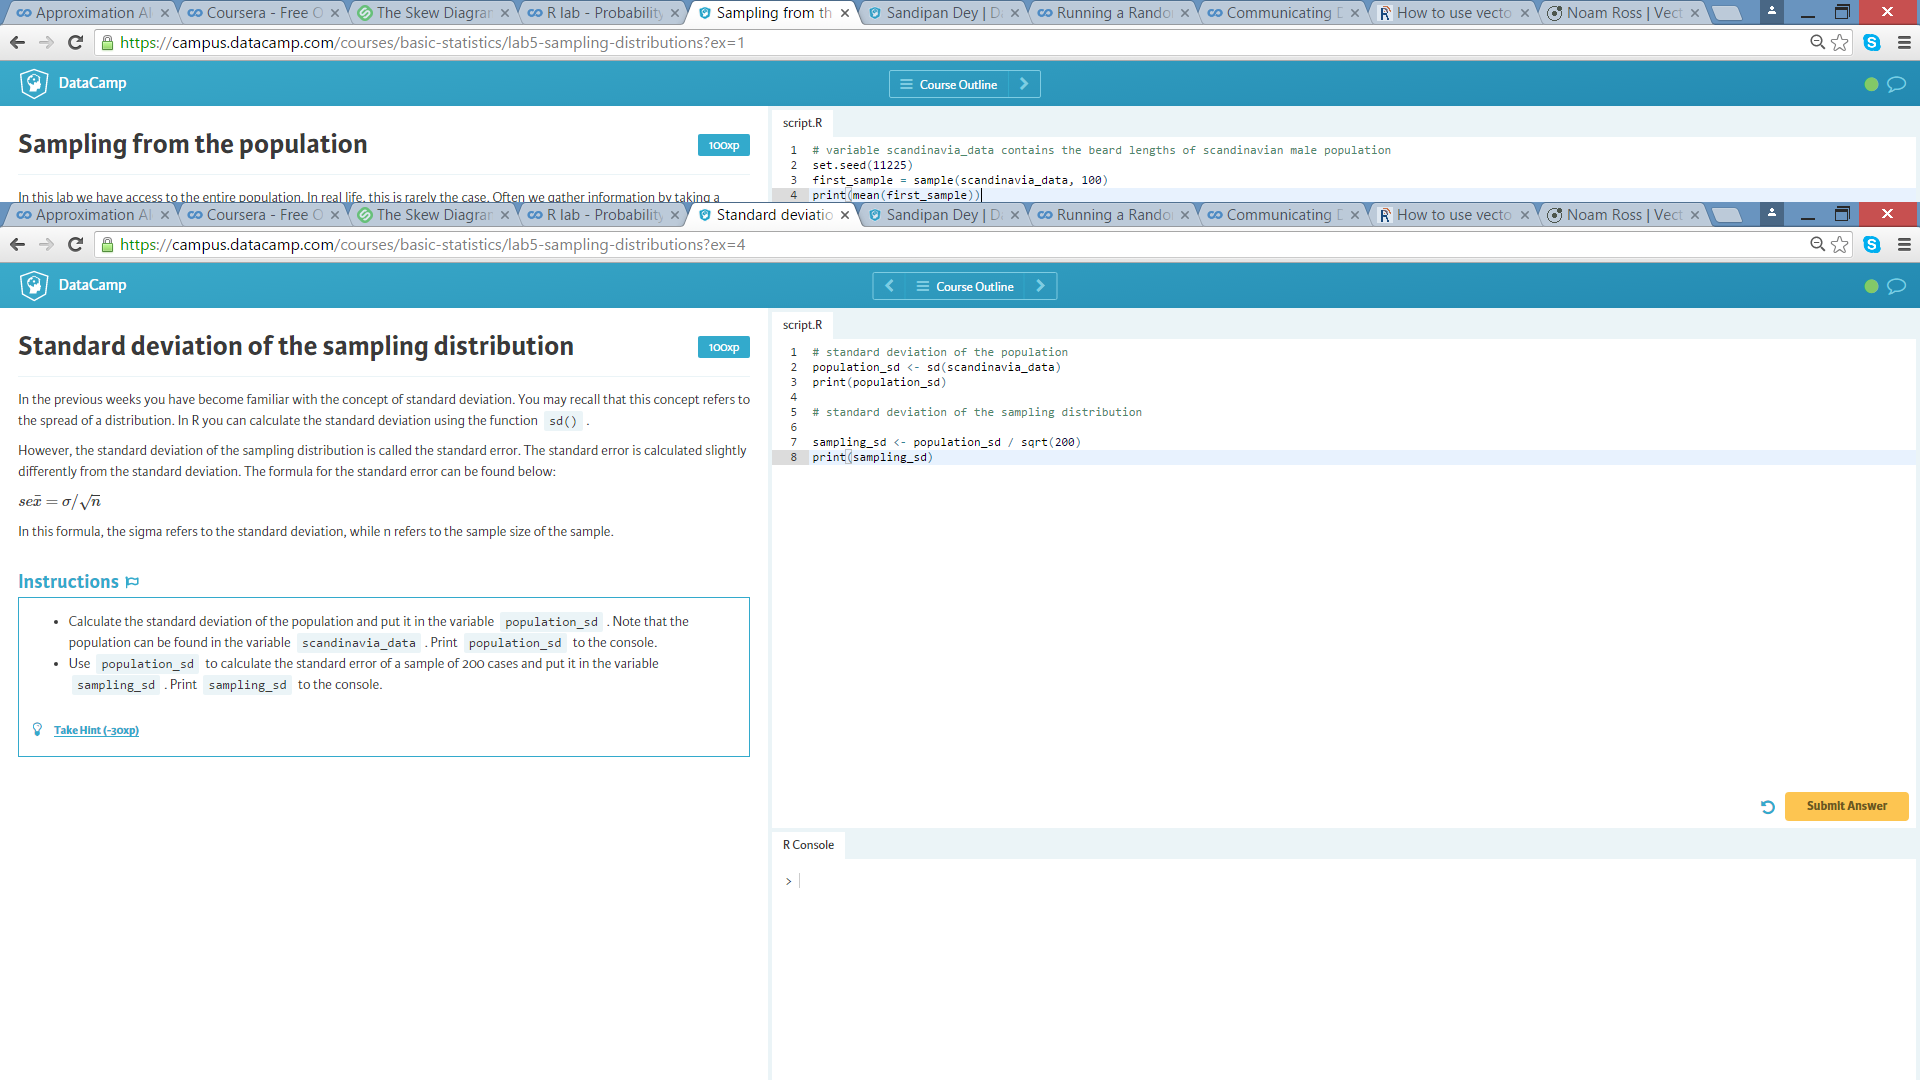 Approximation Al
Coursera - Free O
The Skew Diagran
R lab - Probability
Sampling from th
Sandipan Dey | D
Running a Rando
Communicating D
How to use vecto
Noam Ross | Vect
https://campus.datacamp.com/courses/basic-statistics/lab5-sampling-distributions?ex=1
DataCamp
Course Outline
Sampling from the population
100xp
In this lab we have access to the entire population. In real life, this is rarely the case. Often we gather information by taking a
script.R
1 # variable scandinavia_data contains the beard lengths of scandinavian male population
2 set.seed(11225)
3 first_sample = sample(scandinavia_data, 100)
4 print(mean(first_sample))
Approximation Al
Coursera - Free O
The Skew Diagran
R lab - Probability
Standard deviatio
Sandipan Dey | D
Running a Rando
Communicating D
How to use vecto
Noam Ross | Vect
https://campus.datacamp.com/courses/basic-statistics/lab5-sampling-distributions?ex=4
DataCamp
Course Outline
Standard deviation of the sampling distribution
100xp
In the previous weeks you have become familiar with the concept of standard deviation. You may recall that this concept refers to
the spread of a distribution. In R you can calculate the standard deviation using the function sd() .
However, the standard deviation of the sampling distribution is called the standard error. The standard error is calculated slightly
differently from the standard deviation. The formula for the standard error can be found below:
sex̄ = σ/√n
In this formula, the sigma refers to the standard deviation, while n refers to the sample size of the sample.
Instructions
• Calculate the standard deviation of the population and put it in the variable population_sd . Note that the
population can be found in the variable scandinavia_data . Print population_sd to the console.
• Use population_sd to calculate the standard error of a sample of 200 cases and put it in the variable
sampling_sd . Print sampling_sd to the console.
Take Hint (-30xp)
script.R
1 # standard deviation of the population
2 population_sd <- sd(scandinavia_data)
3 print(population_sd)
4
5 # standard deviation of the sampling distribution
6
7 sampling_sd <- population_sd / sqrt(200)
8 print(sampling_sd)
Submit Answer
R Console
>